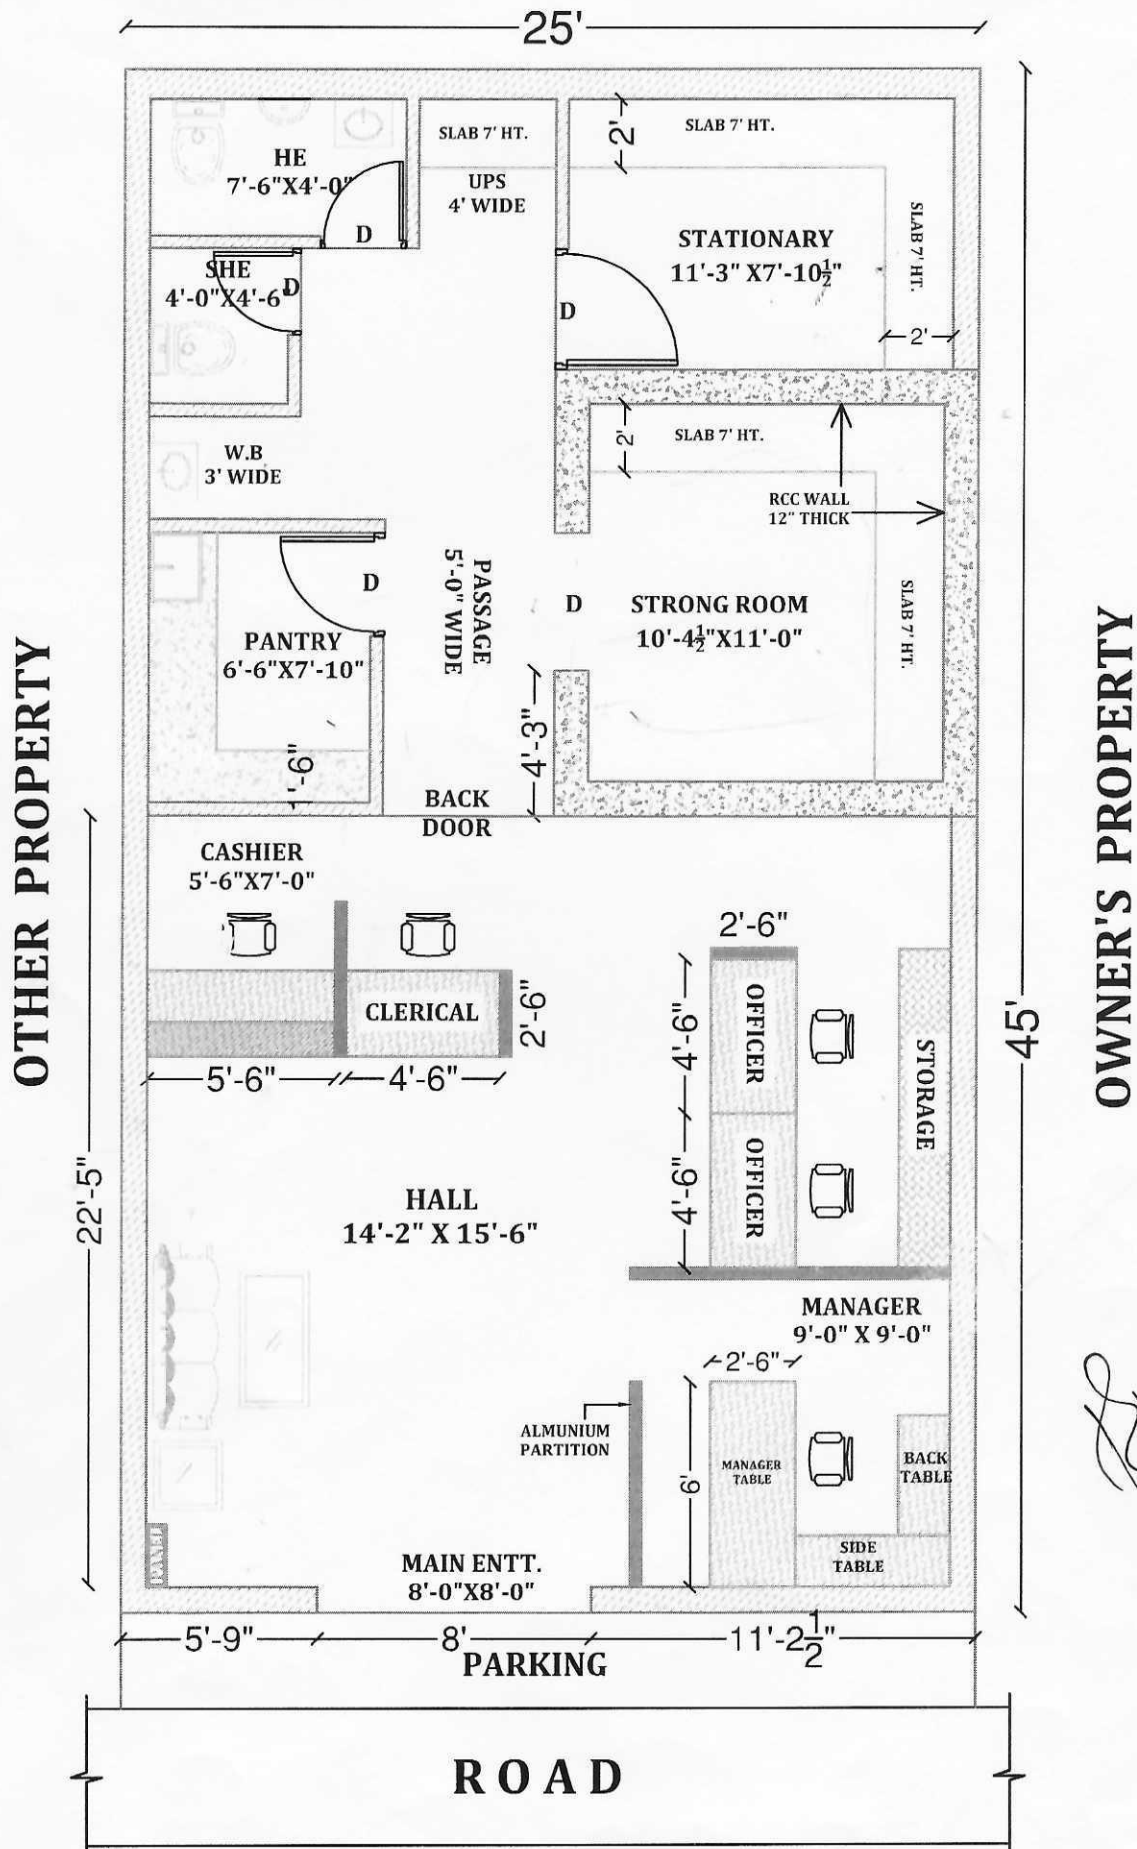 25'
SLAB 7' HT.
2'
SLAB 7' HT.
HE
7'-6"X4'-0"
UPS
4' WIDE
D
SLAB 7' HT.
STATIONARY
11'-3" X7'-10½"
SHE
4'-0"X4'-6"
D
D
2'
2'
SLAB 7' HT.
W.B
3' WIDE
RCC WALL
12" THICK
PASSAGE
5'-0" WIDE
D
D
STRONG ROOM
10'-4½"X11'-0"
SLAB 7' HT.
PANTRY
6'-6"X7'-10"
4'-3"
1'-6"
BACK
DOOR
OTHER PROPERTY
OWNER'S PROPERTY
45'
22'-5"
CASHIER
5'-6"X7'-0"
2'-6"
CLERICAL
2'-6"
5'-6"
4'-6"
4'-6"
OFFICER
STORAGE
4'-6"
OFFICER
HALL
14'-2" X 15'-6"
MANAGER
9'-0" X 9'-0"
2'-6"
ALMUNIUM
PARTITION
6'
MANAGER
TABLE
BACK
TABLE
SIDE
TABLE
PANEL
MAIN ENTT.
8'-0"X8'-0"
5'-9"
8'
11'-2½"
PARKING
ROAD